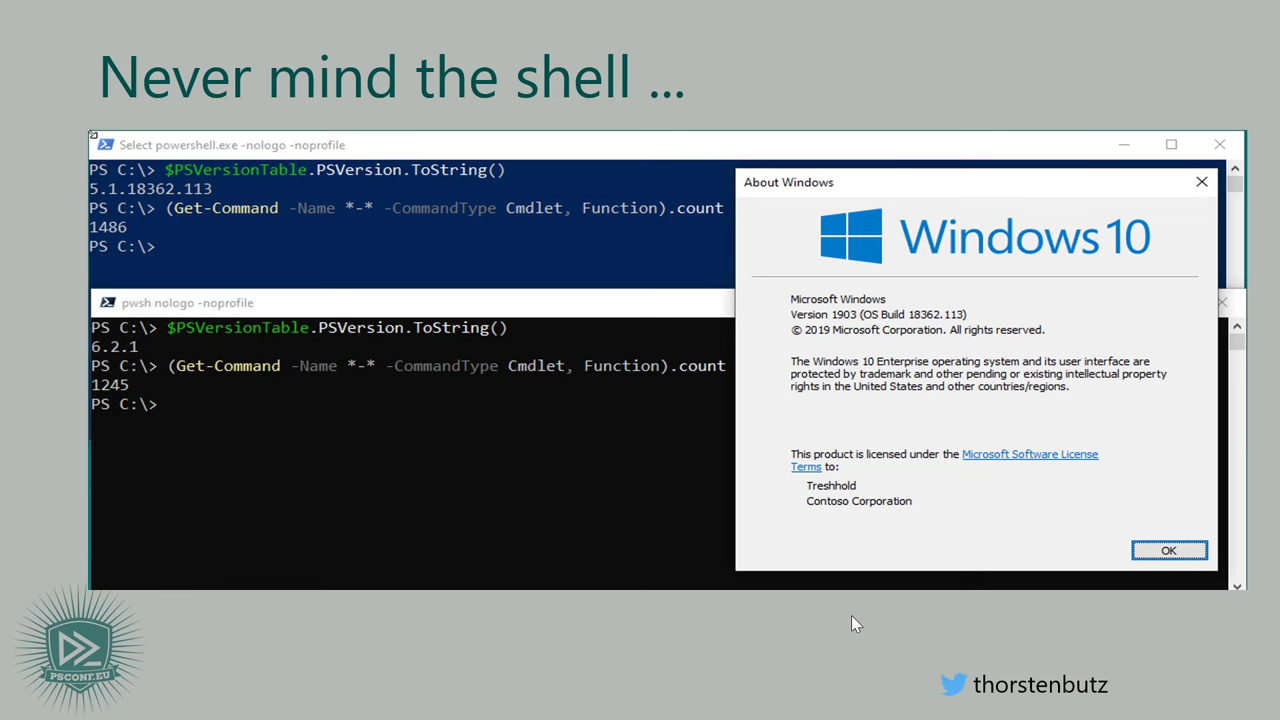 Never mind the shell ...
Select powershell.exe -nologo -noprofile
PS C:\> $PSVersionTable.PSVersion.ToString()
5.1.18362.113
PS C:\> (Get-Command -Name *-* -CommandType Cmdlet, Function).count
1486
PS C:\>
pwsh nologo -noprofile
PS C:\> $PSVersionTable.PSVersion.ToString()
6.2.1
PS C:\> (Get-Command -Name *-* -CommandType Cmdlet, Function).count
1245
PS C:\>
About Windows
Windows 10
Microsoft Windows
Version 1903 (OS Build 18362.113)
© 2019 Microsoft Corporation. All rights reserved.
The Windows 10 Enterprise operating system and its user interface are
protected by trademark and other pending or existing intellectual property
rights in the United States and other countries/regions.
This product is licensed under the Microsoft Software License
Terms to:
Treshhold
Contoso Corporation
OK
PSCONF.EU
thorstenbutz